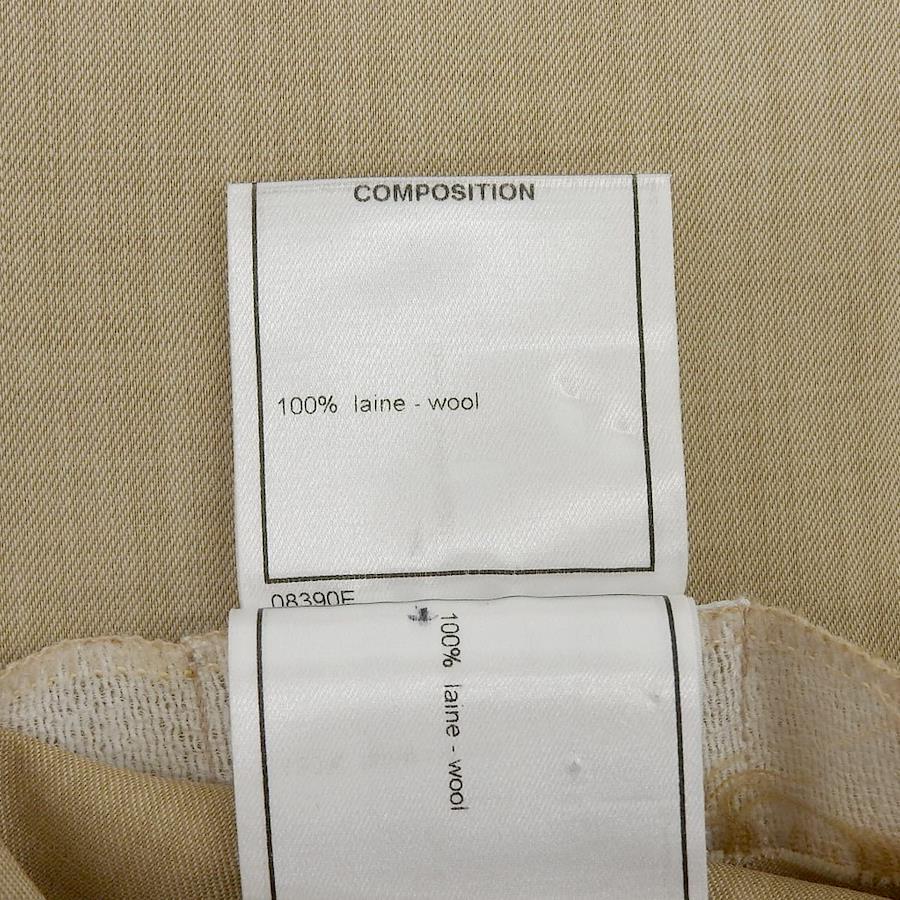 COMPOSITION
100% laine - wool
08390E
100% laine - wool